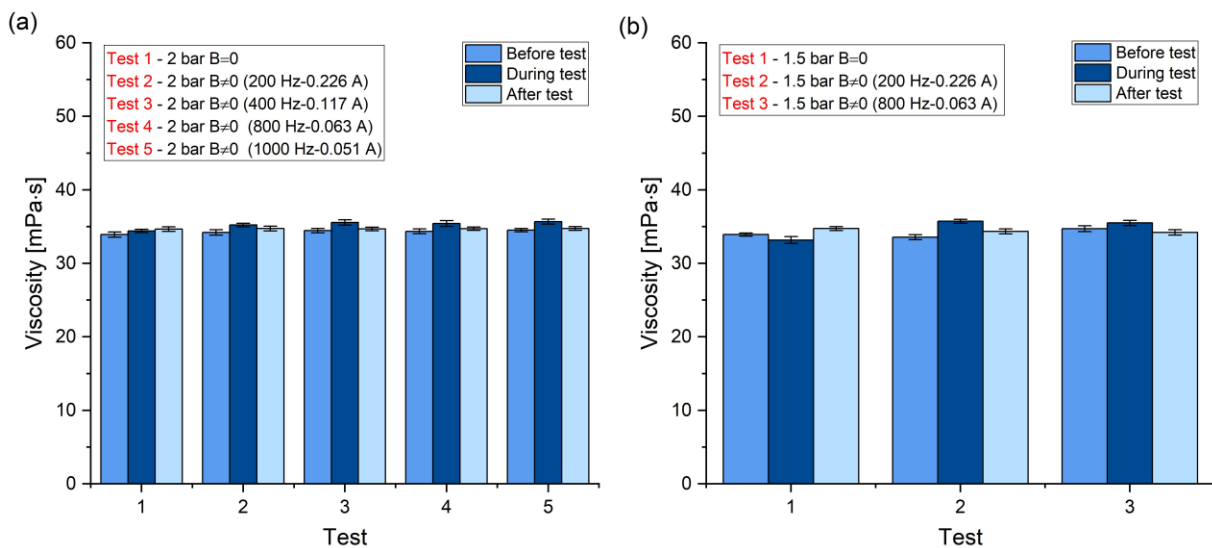 (a)
Test 1 - 2 bar B=0
Test 2 - 2 bar B≠0 (200 Hz-0.226 A)
Test 3 - 2 bar B≠0 (400 Hz-0.117 A)
Test 4 - 2 bar B≠0 (800 Hz-0.063 A)
Test 5 - 2 bar B≠0 (1000 Hz-0.051 A)
Before test
During test
After test
Viscosity [mPa·s]
60
50
40
30
20
10
0
1 2 3 4 5
Test
(b)
Test 1 - 1.5 bar B=0
Test 2 - 1.5 bar B≠0 (200 Hz-0.226 A)
Test 3 - 1.5 bar B≠0 (800 Hz-0.063 A)
Before test
During test
After test
Viscosity [mPa·s]
60
50
40
30
20
10
0
1 2 3
Test